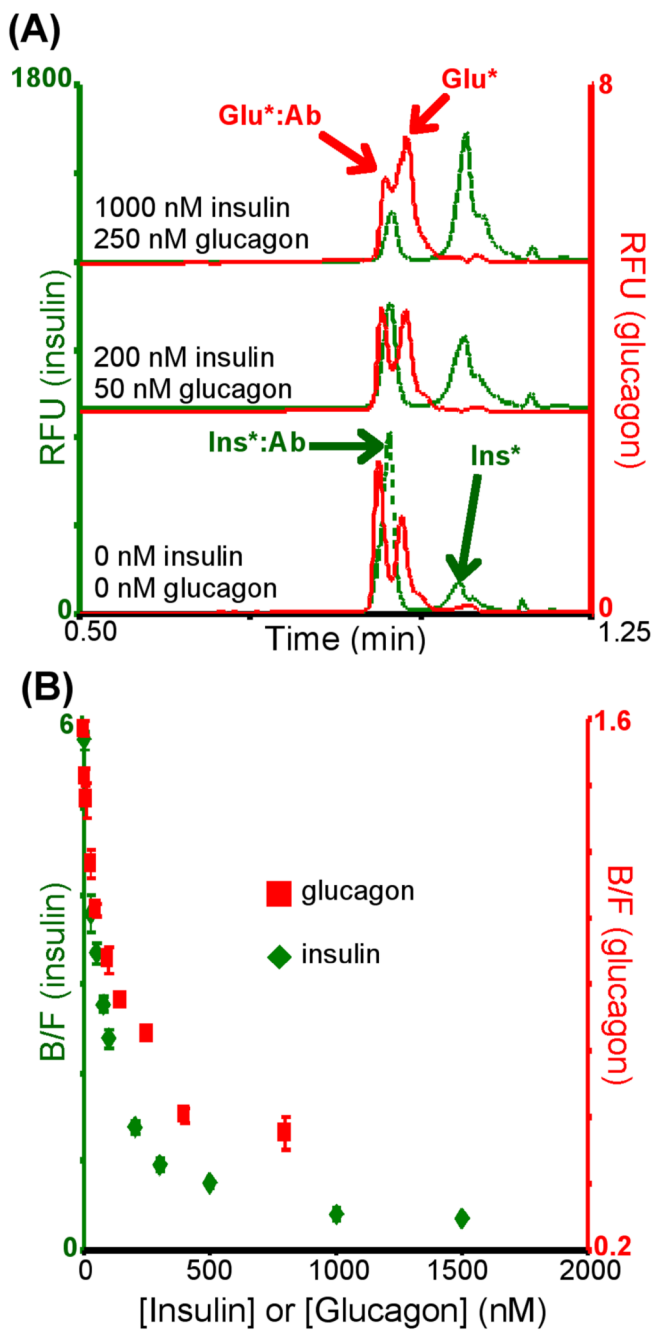 (A)
1800
8
Glu*
Glu*:Ab
1000 nM insulin
250 nM glucagon
200 nM insulin
50 nM glucagon
Ins*:Ab
Ins*
0 nM insulin
0 nM glucagon
RFU (insulin)
RFU (glucagon)
0
0
0.50
Time (min)
1.25
(B)
6
1.6
glucagon
insulin
B/F (insulin)
B/F (glucagon)
0
0.2
0
500
1000
1500
2000
[Insulin] or [Glucagon] (nM)